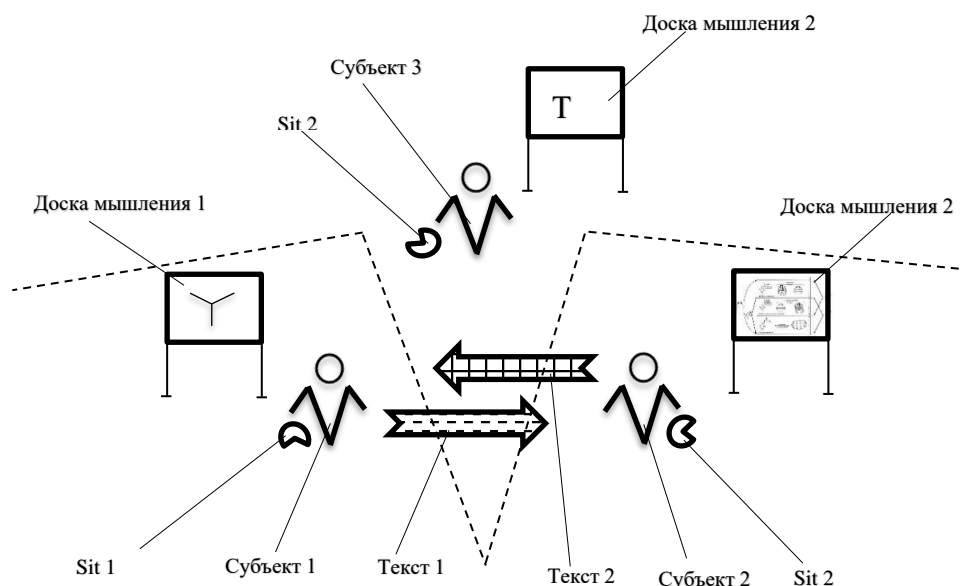 Доска мышления 2
Субъект 3
T
Sit 2
Доска мышления 1
Доска мышления 2
Sit 1
Субъект 1
Текст 1
Текст 2
Субъект 2
Sit 2